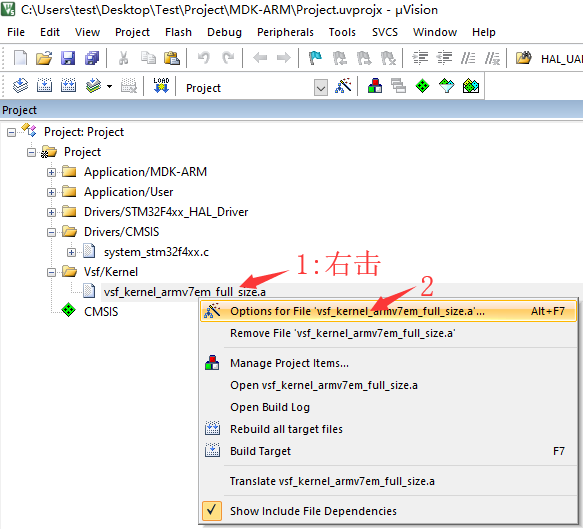 C:\Users\test\Desktop\Test\Project\MDK-ARM\Project.uvprojx - µVision
File Edit View Project Flash Debug Peripherals Tools SVCS Window Help
HAL_UA
LOAD
Project
Project
Project: Project
Project
Application/MDK-ARM
Application/User
Drivers/STM32F4xx_HAL_Driver
Drivers/CMSIS
system_stm32f4xx.c
Vsf/Kernel
vsf_kernel_armv7em_full_size.a
CMSIS
1:右击
2
Options for File 'vsf_kernel_armv7em_full_size.a'... Alt+F7
Remove File 'vsf_kernel_armv7em_full_size.a'
Manage Project Items...
Open vsf_kernel_armv7em_full_size.a
Open Build Log
Rebuild all target files
Build Target F7
Translate vsf_kernel_armv7em_full_size.a
Show Include File Dependencies